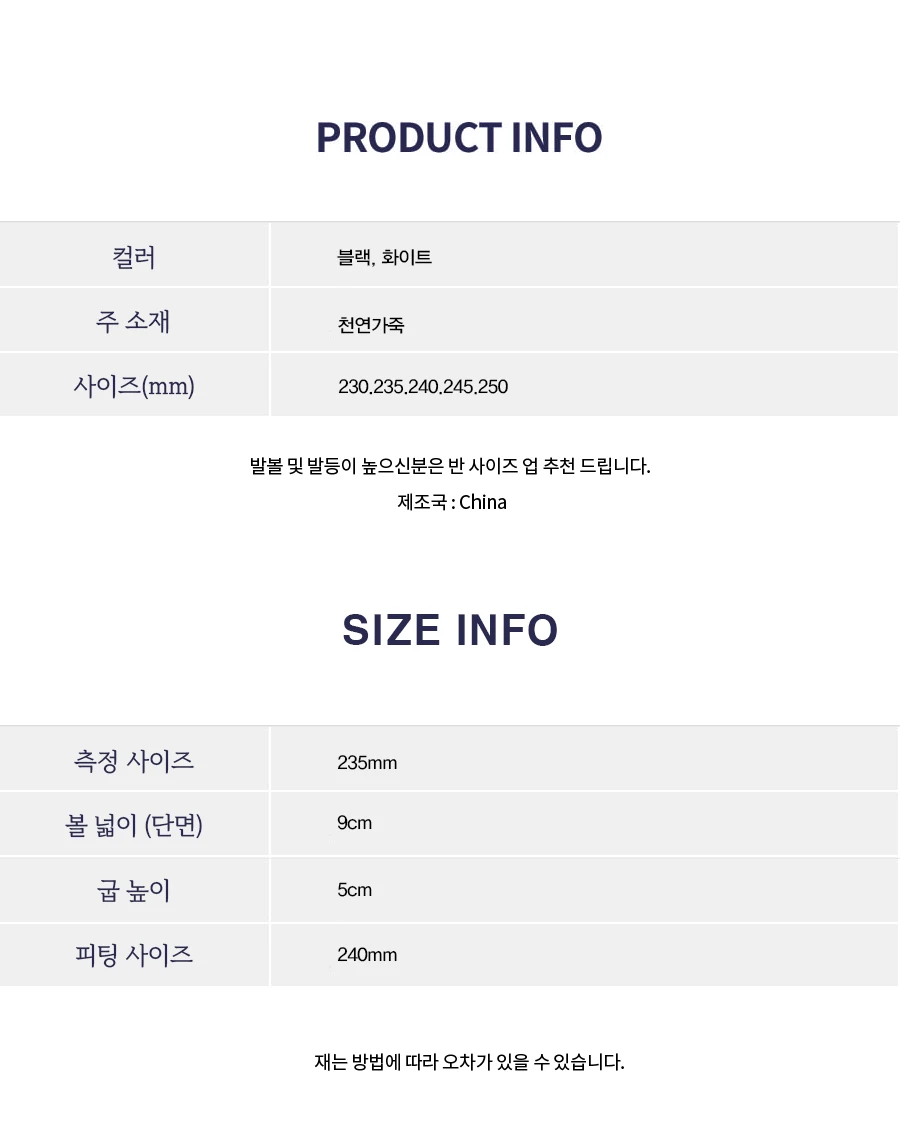 PRODUCT INFO
컬러 블랙, 화이트
주 소재 천연가죽
사이즈(mm) 230.235.240.245.250
발볼 및 발등이 높으신분은 반 사이즈 업 추천 드립니다.
제조국 : China
SIZE INFO
측정 사이즈 235mm
볼 넓이 (단면) 9cm
굽 높이 5cm
피팅 사이즈 240mm
재는 방법에 따라 오차가 있을 수 있습니다.